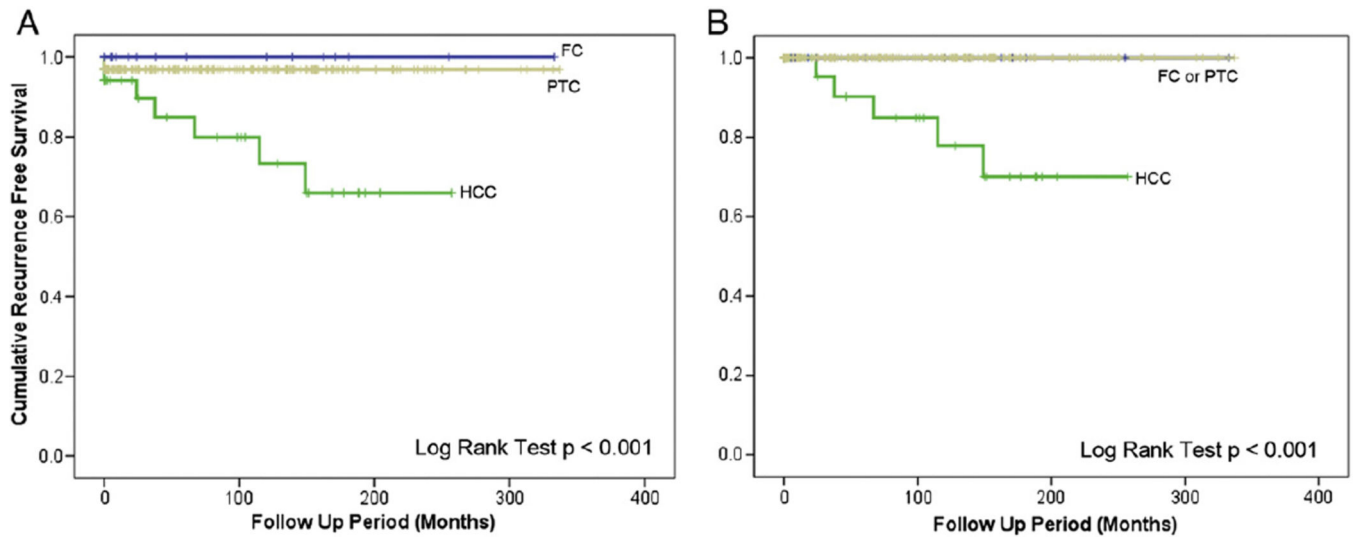 A
Cumulative Recurrence Free Survival
1.0
0.8
0.6
0.4
0.2
0.0
FC
PTC
HCC
Log Rank Test p < 0.001
0 100 200 300 400
Follow Up Period (Months)
B
1.0
0.8
0.6
0.4
0.2
0.0
FC or PTC
HCC
Log Rank Test p < 0.001
0 100 200 300 400
Follow Up Period (Months)